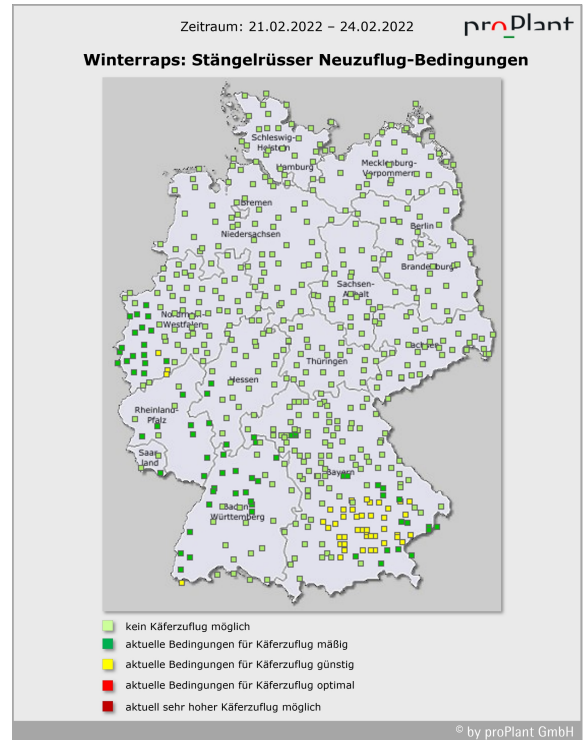 Zeitraum: 21.02.2022 – 24.02.2022
proPlant
Winterraps: Stängelrüsser Neuzuflug-Bedingungen
Schleswig-
Holstein
Hamburg
Mecklenburg-
Vorpommern
Bremen
Niedersachsen
Berlin
Brandenburg
Sachsen-
Anhalt
Nordrhein-
Westfalen
Sachsen
Thüringen
Hessen
Rheinland-
Pfalz
Saar-
land
Bayern
Baden-
Württemberg
kein Käferzuflug möglich
aktuelle Bedingungen für Käferzuflug mäßig
aktuelle Bedingungen für Käferzuflug günstig
aktuelle Bedingungen für Käferzuflug optimal
aktuell sehr hoher Käferzuflug möglich
© by proPlant GmbH